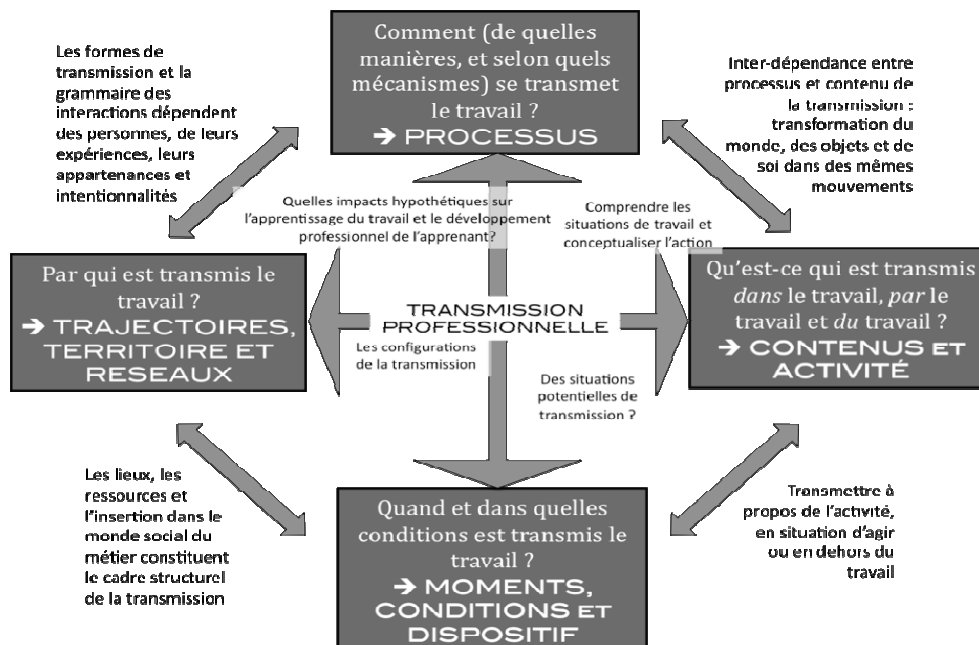 Comment (de quelles
manières, et selon quels
mécanismes) se transmet
le travail ?
→ PROCESSUS
Les formes de
transmission et la
grammaire des
interactions dépendent
des personnes, de leurs
expériences, leurs
appartenances et
intentionnalités
Inter-dépendance entre
processus et contenu de
la transmission :
transformation du
monde, des objets et de
soi dans des mêmes
mouvements
Quelles impacts hypothétiques sur
l'apprentissage du travail et le développement
professionnel de l'apprenant?
Comprendre les
situations de travail et
conceptualiser l'action
Par qui est transmis le
travail ?
→ TRAJECTOIRES,
TERRITOIRE ET
RESEAUX
TRANSMISSION
PROFESSIONNELLE
Qu'est-ce qui est transmis
dans le travail, par le
travail et du travail ?
→ CONTENUS ET
ACTIVITÉ
Les configurations
de la transmission
Des situations
potentielles de
transmission ?
Les lieux, les
ressources et
l'insertion dans le
monde social du
métier constituent
le cadre structurel
de la transmission
Quand et dans quelles
conditions est transmis le
travail ?
→ MOMENTS,
CONDITIONS ET
DISPOSITIF
Transmettre à
propos de l'activité,
en situation d'agir
ou en dehors du
travail